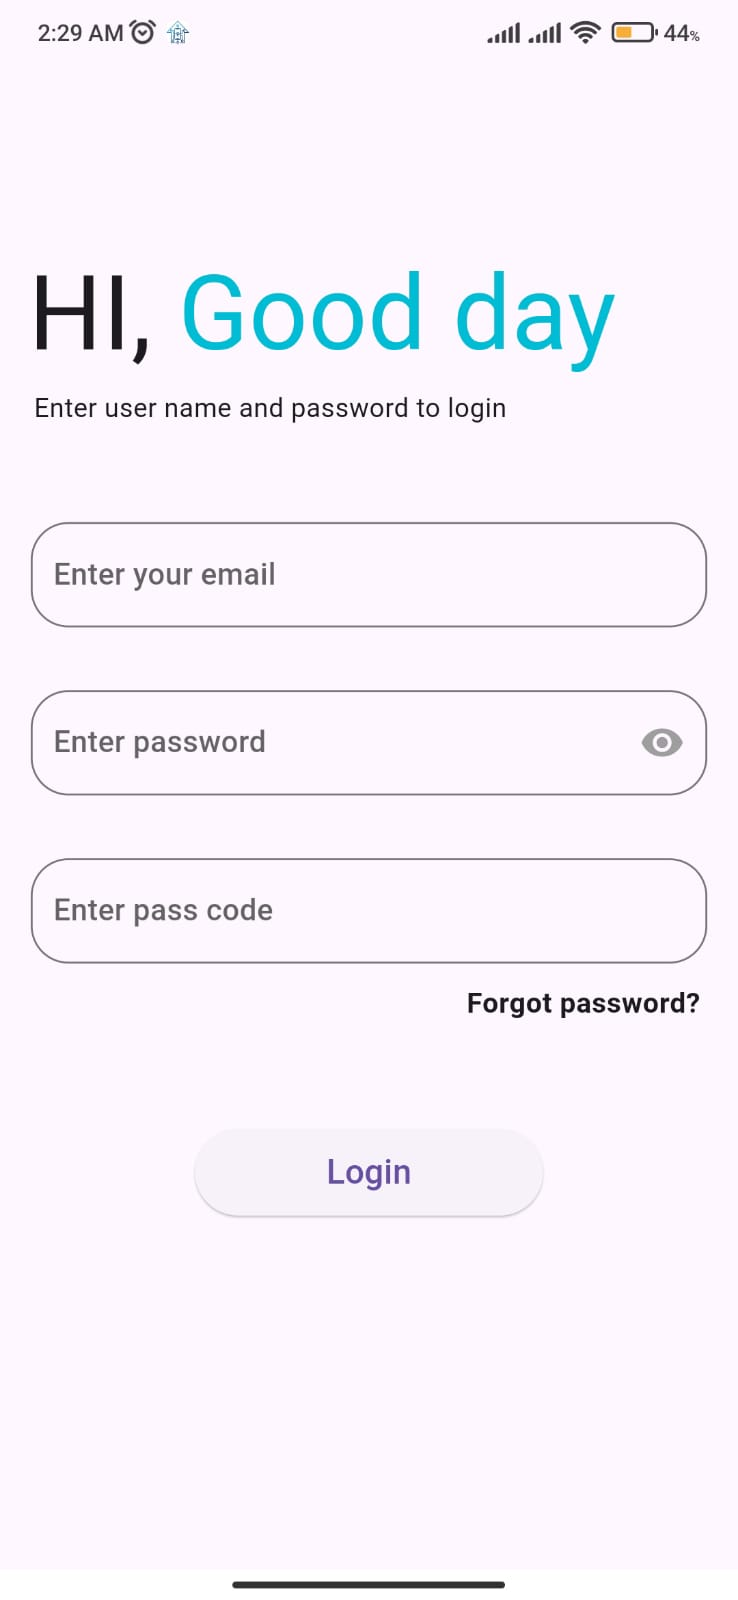 2:29 AM 44%
HI, Good day
Enter user name and password to login
Enter your email
Enter password
Enter pass code
Forgot password?
Login